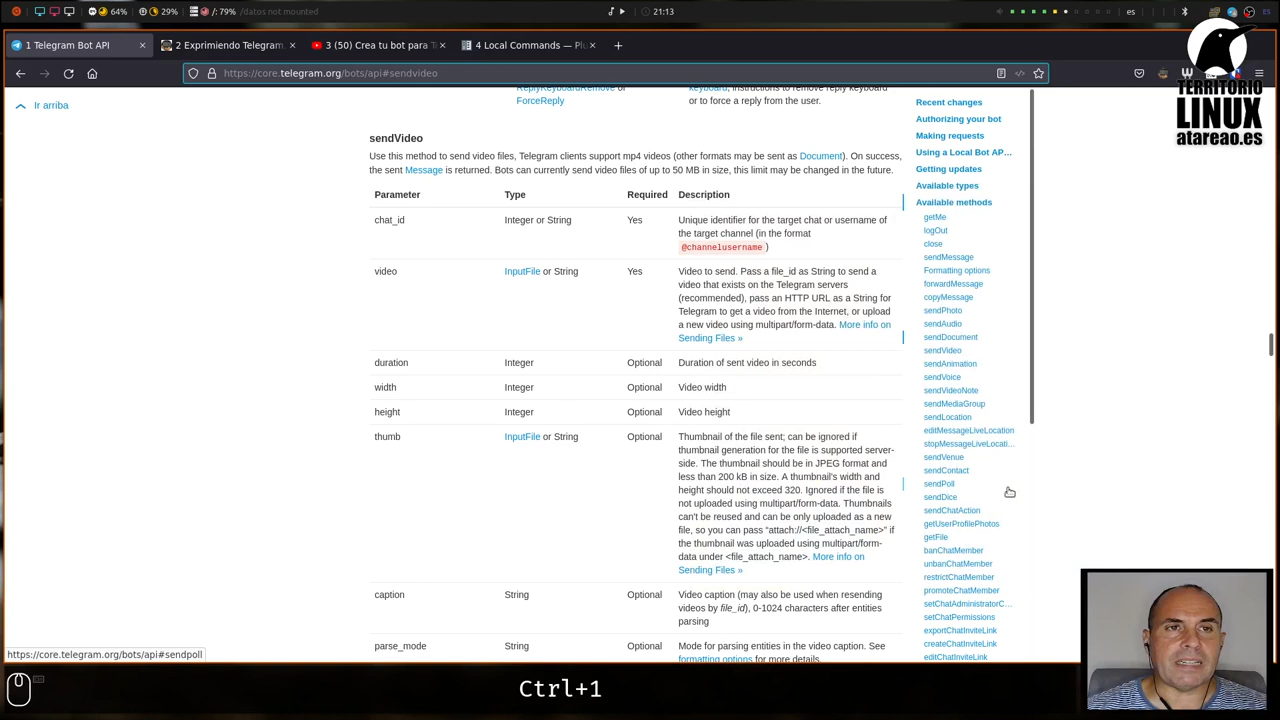 64%
29%
/: 79%
/datos not mounted
21:13
es
ES
1 Telegram Bot API
2 Exprimiendo Telegram.
3 (50) Crea tu bot para T
4 Local Commands — Plu
https://core.telegram.org/bots/api#sendvideo
TERRITORIO
LINUX
atareao.es
Ir arriba
ReplyKeyboardRemove or
ForceReply
keyboard, instructions to remove reply keyboard
or to force a reply from the user.
sendVideo
Use this method to send video files, Telegram clients support mp4 videos (other formats may be sent as Document). On success,
the sent Message is returned. Bots can currently send video files of up to 50 MB in size, this limit may be changed in the future.
Parameter Type Required Description
chat_id Integer or String Yes Unique identifier for the target chat or username of
the target channel (in the format
@channelusername)
video InputFile or String Yes Video to send. Pass a file_id as String to send a
video that exists on the Telegram servers
(recommended), pass an HTTP URL as a String for
Telegram to get a video from the Internet, or upload
a new video using multipart/form-data. More info on
Sending Files »
duration Integer Optional Duration of sent video in seconds
width Integer Optional Video width
height Integer Optional Video height
thumb InputFile or String Optional Thumbnail of the file sent; can be ignored if
thumbnail generation for the file is supported server-
side. The thumbnail should be in JPEG format and
less than 200 kB in size. A thumbnail's width and
height should not exceed 320. Ignored if the file is
not uploaded using multipart/form-data. Thumbnails
can't be reused and can be only uploaded as a new
file, so you can pass “attach://<file_attach_name>” if
the thumbnail was uploaded using multipart/form-
data under <file_attach_name>. More info on
Sending Files »
caption String Optional Video caption (may also be used when resending
videos by file_id), 0-1024 characters after entities
parsing
parse_mode String Optional Mode for parsing entities in the video caption. See
formatting options for more details.
Recent changes
Authorizing your bot
Making requests
Using a Local Bot AP…
Getting updates
Available types
Available methods
getMe
logOut
close
sendMessage
Formatting options
forwardMessage
copyMessage
sendPhoto
sendAudio
sendDocument
sendVideo
sendAnimation
sendVoice
sendVideoNote
sendMediaGroup
sendLocation
editMessageLiveLocation
stopMessageLiveLocati…
sendVenue
sendContact
sendPoll
sendDice
sendChatAction
getUserProfilePhotos
getFile
banChatMember
unbanChatMember
restrictChatMember
promoteChatMember
setChatAdministratorC…
setChatPermissions
exportChatInviteLink
createChatInviteLink
editChatInviteLink
https://core.telegram.org/bots/api#sendpoll
Ctrl+1